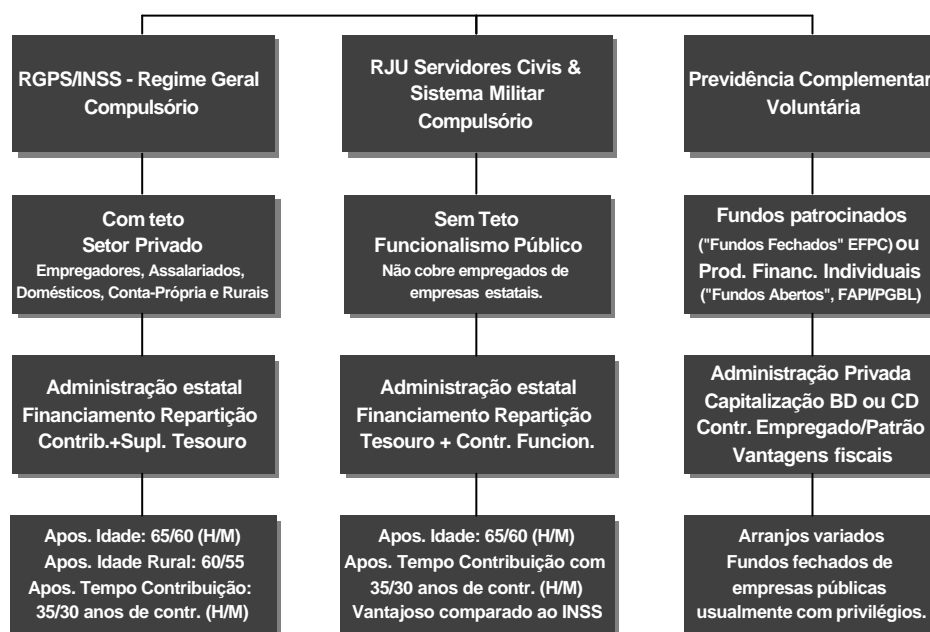 RGPS/INSS - Regime Geral
Compulsório
Com teto
Setor Privado
Empregadores, Assalariados,
Domésticos, Conta-Própria e Rurais
Administração estatal
Financiamento Repartição
Contrib.+Supl. Tesouro
Apos. Idade: 65/60 (H/M)
Apos. Idade Rural: 60/55
Apos. Tempo Contribuição:
35/30 anos de contr. (H/M)
RJU Servidores Civis &
Sistema Militar
Compulsório
Sem Teto
Funcionalismo Público
Não cobre empregados de
empresas estatais.
Administração estatal
Financiamento Repartição
Tesouro + Contr. Funcion.
Apos. Idade: 65/60 (H/M)
Apos. Tempo Contribuição com
35/30 anos de contr. (H/M)
Vantajoso comparado ao INSS
Previdência Complementar
Voluntária
Fundos patrocinados
("Fundos Fechados" EFPC) ou
Prod. Financ. Individuais
("Fundos Abertos", FAPI/PGBL)
Administração Privada
Capitalização BD ou CD
Contr. Empregado/Patrão
Vantagens fiscais
Arranjos variados
Fundos fechados de
empresas públicas
usualmente com privilégios.